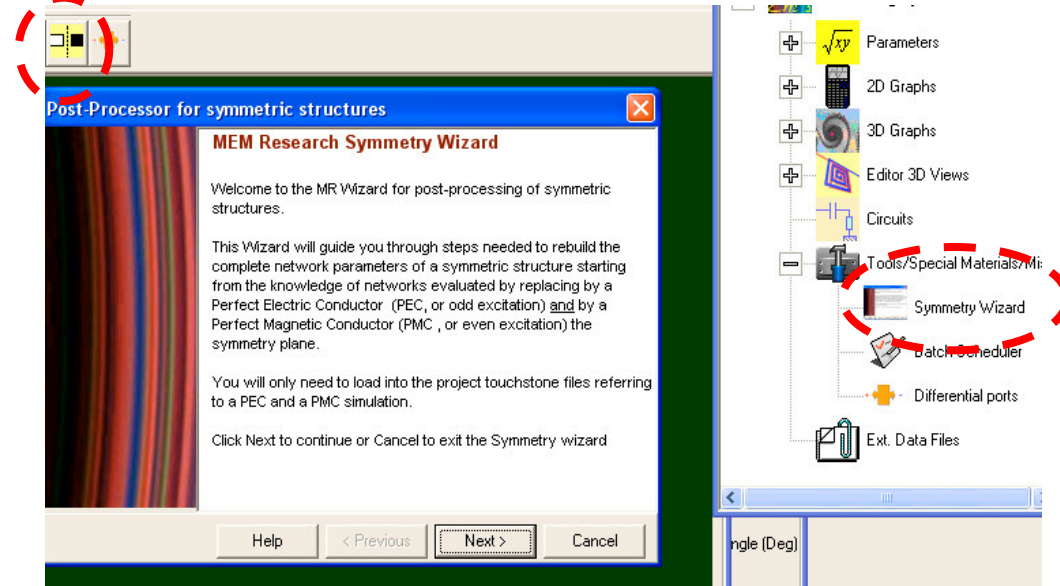 Post-Processor for symmetric structures
MEM Research Symmetry Wizard
Welcome to the MR Wizard for post-processing of symmetric
structures.
This Wizard will guide you through steps needed to rebuild the
complete network parameters of a symmetric structure starting
from the knowledge of networks evaluated by replacing by a
Perfect Electric Conductor (PEC, or odd excitation) and by a
Perfect Magnetic Conductor (PMC , or even excitation) the
symmetry plane.
You will only need to load into the project touchstone files referring
to a PEC and a PMC simulation.
Click Next to continue or Cancel to exit the Symmetry wizard
Help
< Previous
Next >
Cancel
√xy
Parameters
2D Graphs
3D Graphs
Editor 3D Views
Circuits
Tools/Special Materials/Mi
Symmetry Wizard
Batch Scheduler
Differential ports
Ext. Data Files
ngle (Deg)